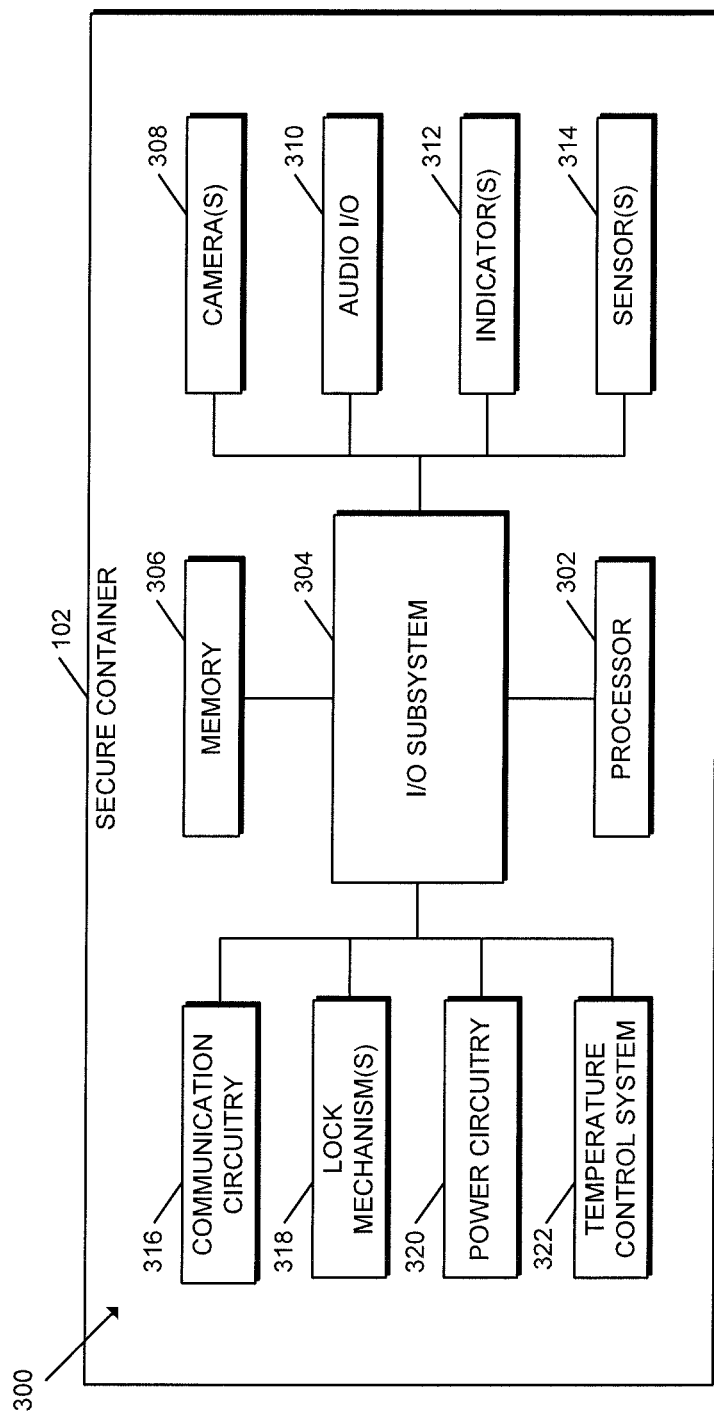 300
102
SECURE CONTAINER
316
COMMUNICATION
CIRCUITRY
318
LOCK
MECHANISM(S)
320
POWER CIRCUITRY
322
TEMPERATURE
CONTROL SYSTEM
306
MEMORY
304
I/O SUBSYSTEM
302
PROCESSOR
308
CAMERA(S)
310
AUDIO I/O
312
INDICATOR(S)
314
SENSOR(S)